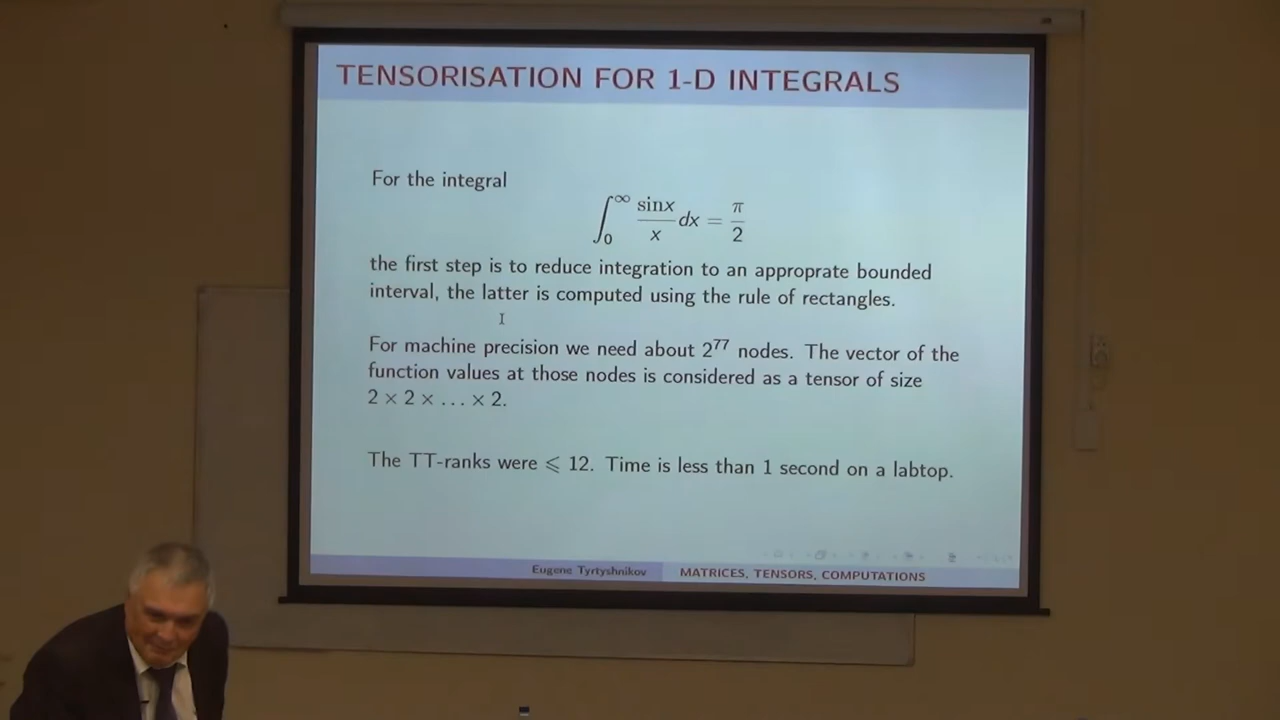 TENSORISATION FOR 1-D INTEGRALS
For the integral
∫₀^∞ sinx/x dx = π/2
the first step is to reduce integration to an approprate bounded
interval, the latter is computed using the rule of rectangles.
For machine precision we need about 2⁷⁷ nodes. The vector of the
function values at those nodes is considered as a tensor of size
2 × 2 × … × 2.
The TT-ranks were ⩽ 12. Time is less than 1 second on a labtop.
Eugene Tyrtyshnikov MATRICES, TENSORS, COMPUTATIONS